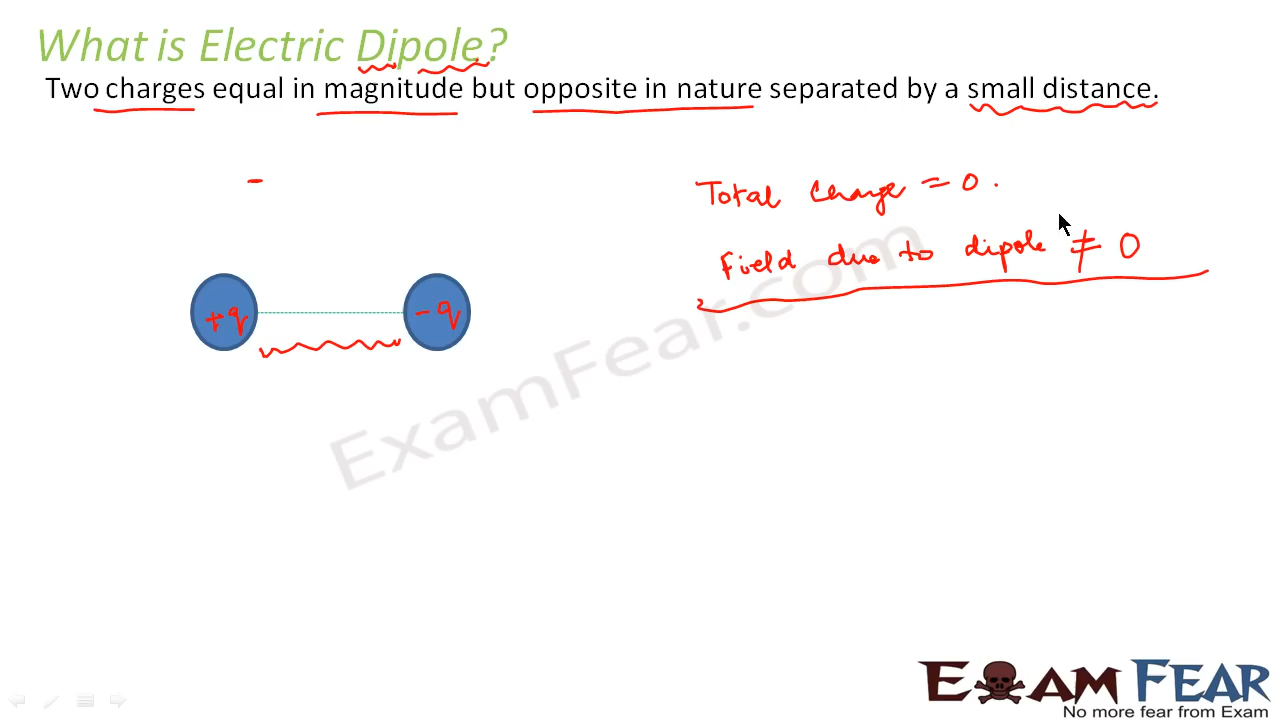 What is Electric Dipole?
Two charges equal in magnitude but opposite in nature separated by a small distance.
-
Total charge = 0.
Field due to dipole ≠ 0
+q
-q
ExamFear.com
EXAM FEAR
No more fear from Exam